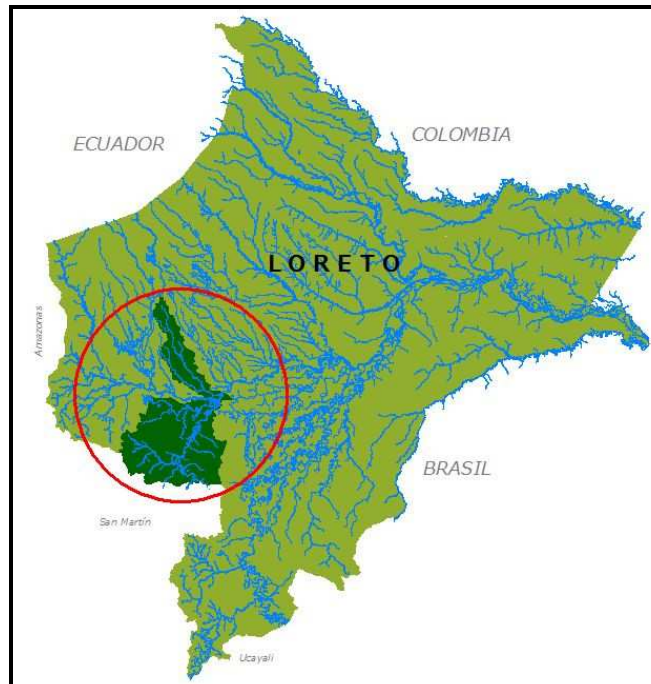 ECUADOR
COLOMBIA
LORETO
Amazonas
BRASIL
San Martín
Ucayali